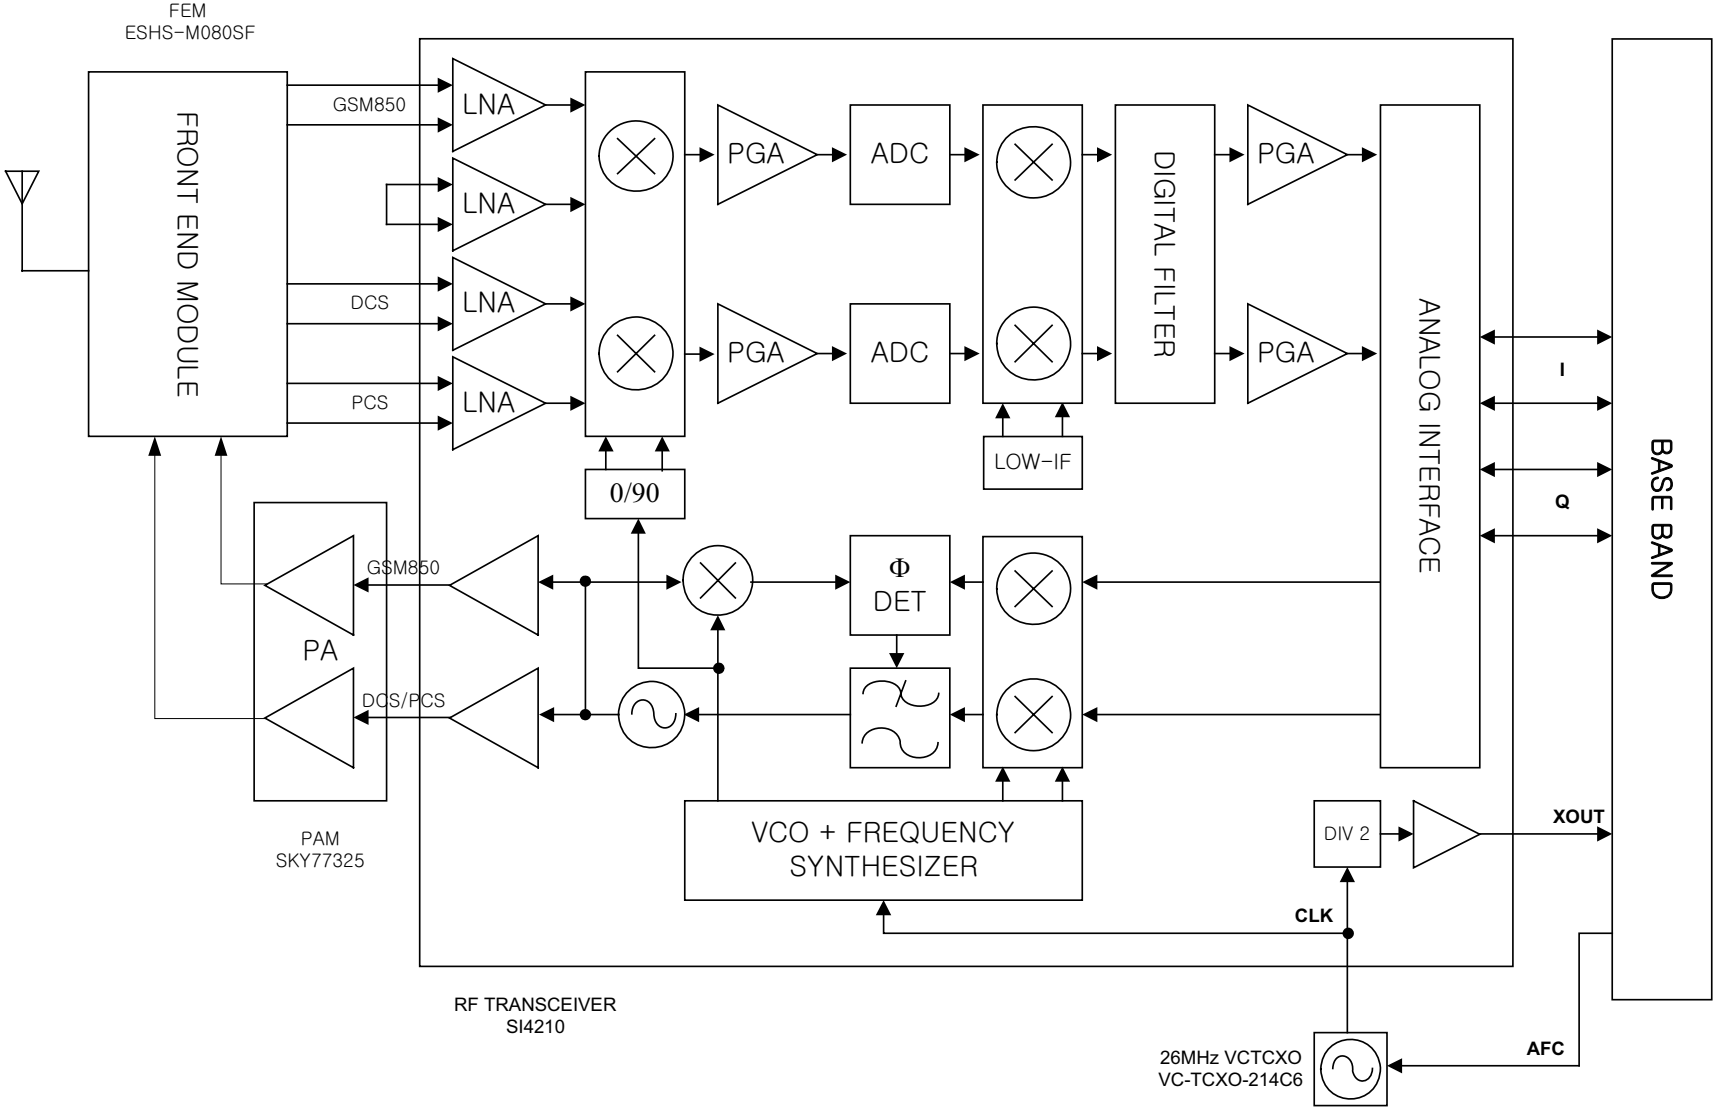 FEM
ESHS-M080SF
FRONT END MODULE
GSM850
DCS
PCS
LNA
LNA
LNA
LNA
0/90
PGA
PGA
ADC
ADC
LOW-IF
DIGITAL FILTER
PGA
PGA
ANALOG INTERFACE
I
Q
BASE BAND
GSM850
PA
DCS/PCS
PAM
SKY77325
Φ
DET
VCO + FREQUENCY
SYNTHESIZER
DIV 2
XOUT
CLK
RF TRANSCEIVER
SI4210
26MHz VCTCXO
VC-TCXO-214C6
AFC